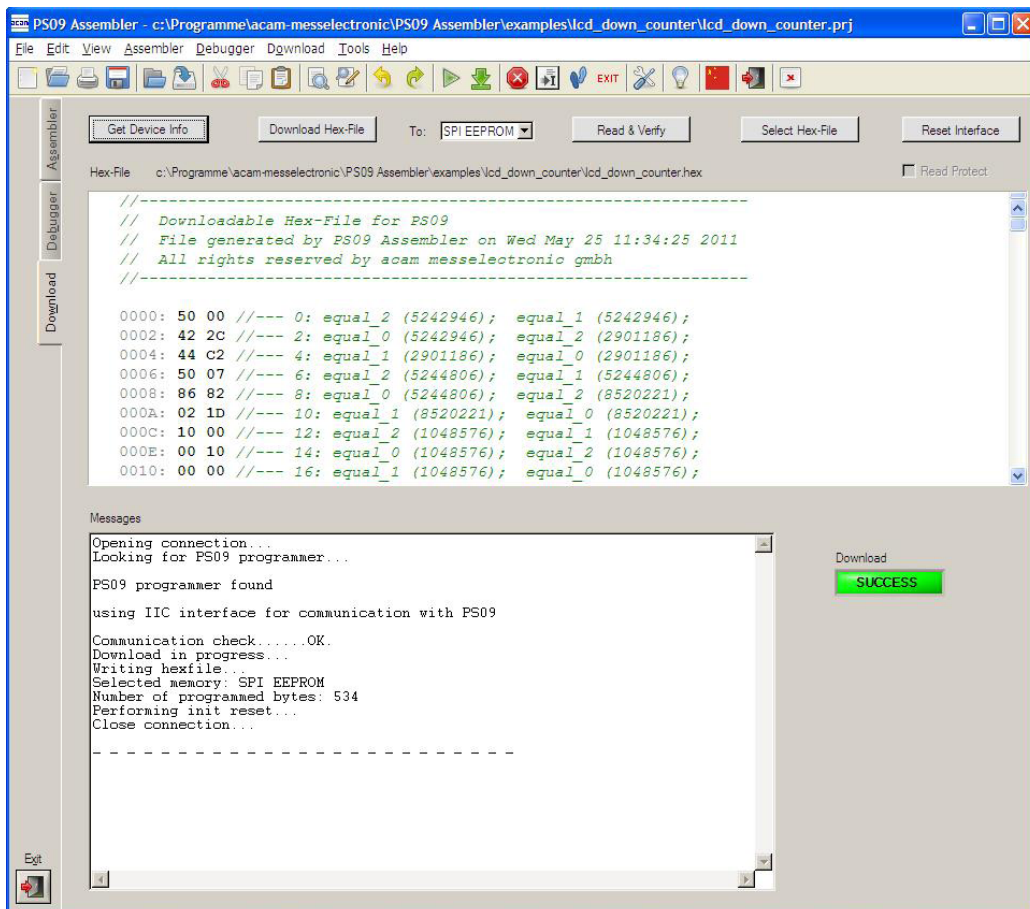 acam PS09 Assembler - c:\Programme\acam-messelectronic\PS09 Assembler\examples\lcd_down_counter\lcd_down_counter.prj
File Edit View Assembler Debugger Download Tools Help
EXIT
Assembler
Debugger
Download
Get Device Info Download Hex-File To: SPI EEPROM Read & Verify Select Hex-File Reset Interface
Hex-File c:\Programme\acam-messelectronic\PS09 Assembler\examples\lcd_down_counter\lcd_down_counter.hex Read Protect
//---------------------------------------------------------------
// Downloadable Hex-File for PS09
// File generated by PS09 Assembler on Wed May 25 11:34:25 2011
// All rights reserved by acam messelectronic gmbh
//---------------------------------------------------------------
0000: 50 00 //--- 0: equal_2 (5242946); equal_1 (5242946);
0002: 42 2C //--- 2: equal_0 (5242946); equal_2 (2901186);
0004: 44 C2 //--- 4: equal_1 (2901186); equal_0 (2901186);
0006: 50 07 //--- 6: equal_2 (5244806); equal_1 (5244806);
0008: 86 82 //--- 8: equal_0 (5244806); equal_2 (8520221);
000A: 02 1D //--- 10: equal_1 (8520221); equal_0 (8520221);
000C: 10 00 //--- 12: equal_2 (1048576); equal_1 (1048576);
000E: 00 10 //--- 14: equal_0 (1048576); equal_2 (1048576);
0010: 00 00 //--- 16: equal_1 (1048576); equal_0 (1048576);
Messages
Opening connection...
Looking for PS09 programmer...
PS09 programmer found
using IIC interface for communication with PS09
Communication check......OK.
Download in progress...
Writing hexfile...
Selected memory: SPI EEPROM
Number of programmed bytes: 534
Performing init reset...
Close connection...
_ _ _ _ _ _ _ _ _ _ _ _ _ _ _ _ _ _ _ _ _ _ _ _ _
Download
SUCCESS
Exit